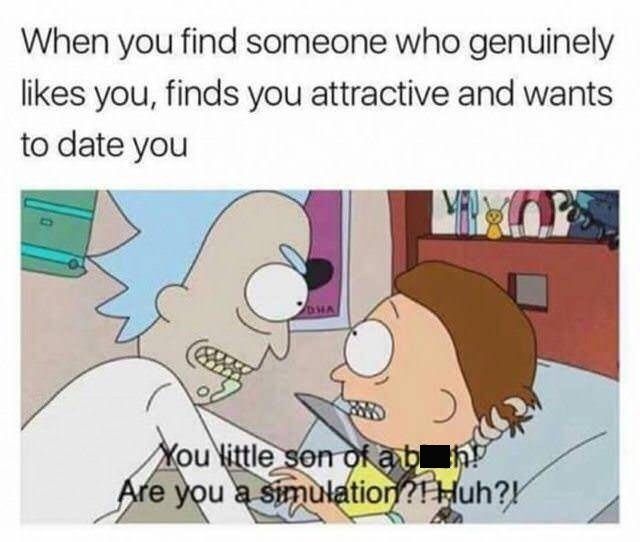 When you find someone who genuinely
likes you, finds you attractive and wants
to date you
DHA
You little son of a b h!
Are you a simulation?! Huh?!